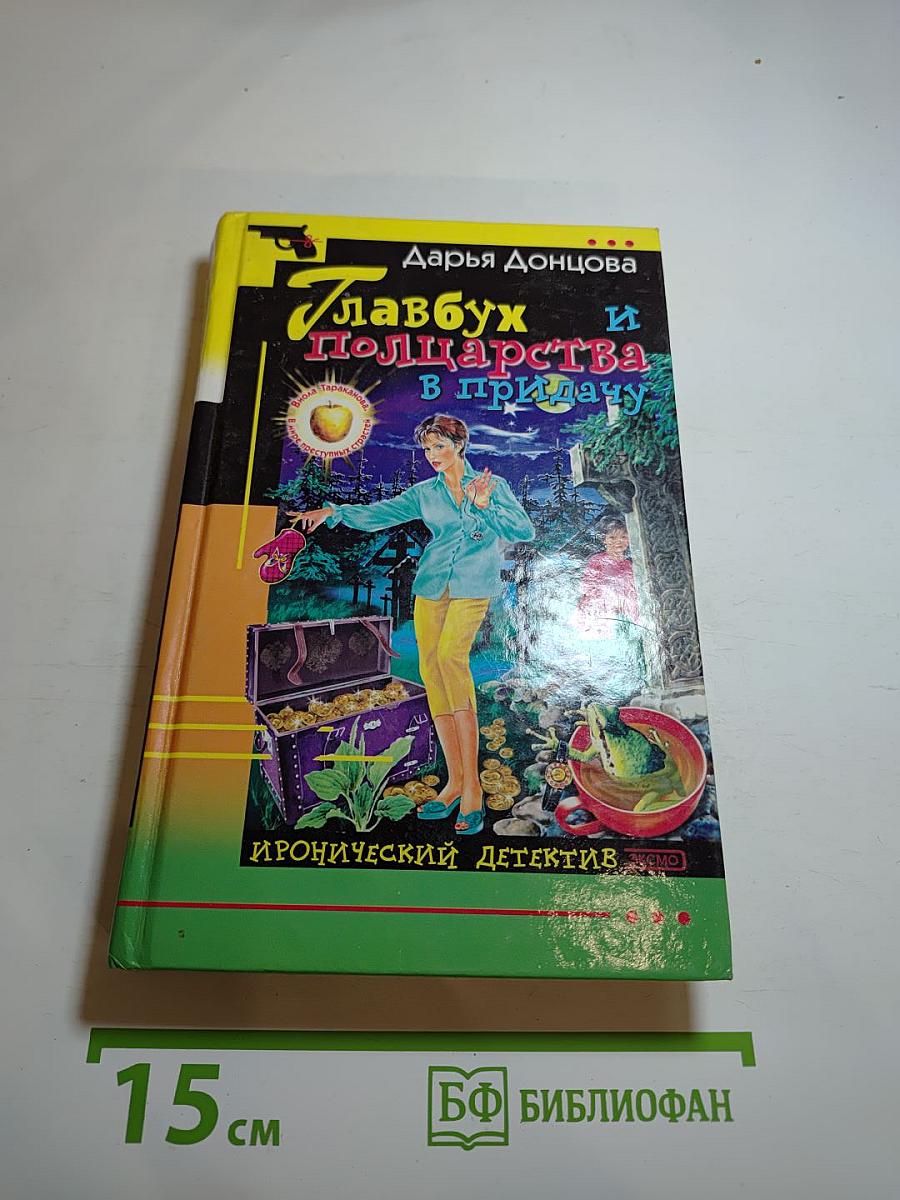 Дарья Донцова
Главбух и
полцарства
в придачу
Виола Тараканова.
В мире преступных страстей
ИРОНИЧЕСКИЙ ДЕТЕКТИВ ЭКСМО
15 см
БФ БИБЛИОФАН